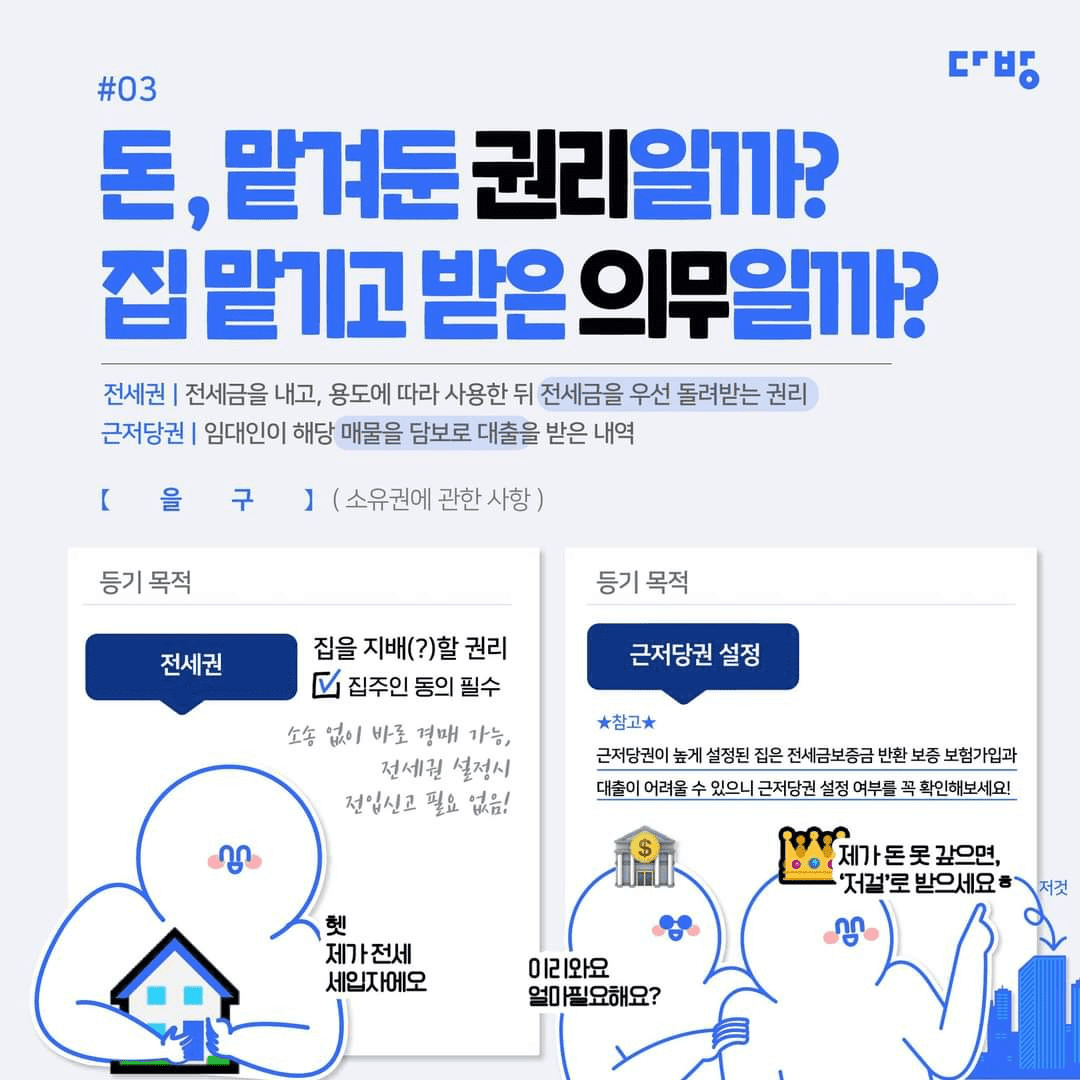 다방
#03
돈, 맡겨둔 권리일까?
집 맡기고 받은 의무일까?
전세권 | 전세금을 내고, 용도에 따라 사용한 뒤 전세금을 우선 돌려받는 권리
근저당권 | 임대인이 해당 매물을 담보로 대출을 받은 내역
【 을 구 】 ( 소유권에 관한 사항 )
등기 목적
전세권
집을 지배(?)할 권리
집주인 동의 필수
소송 없이 바로 경매 가능,
전세권 설정시
전입신고 필요 없음!
헷
제가 전세
세입자에오
등기 목적
근저당권 설정
★참고★
근저당권이 높게 설정된 집은 전세금보증금 반환 보증 보험가입과
대출이 어려울 수 있으니 근저당권 설정 여부를 꼭 확인해보세요!
$
제가 돈 못 갚으면,
‘저걸’로 받으세요ㅎ
저것
이리와요
얼마필요해요?